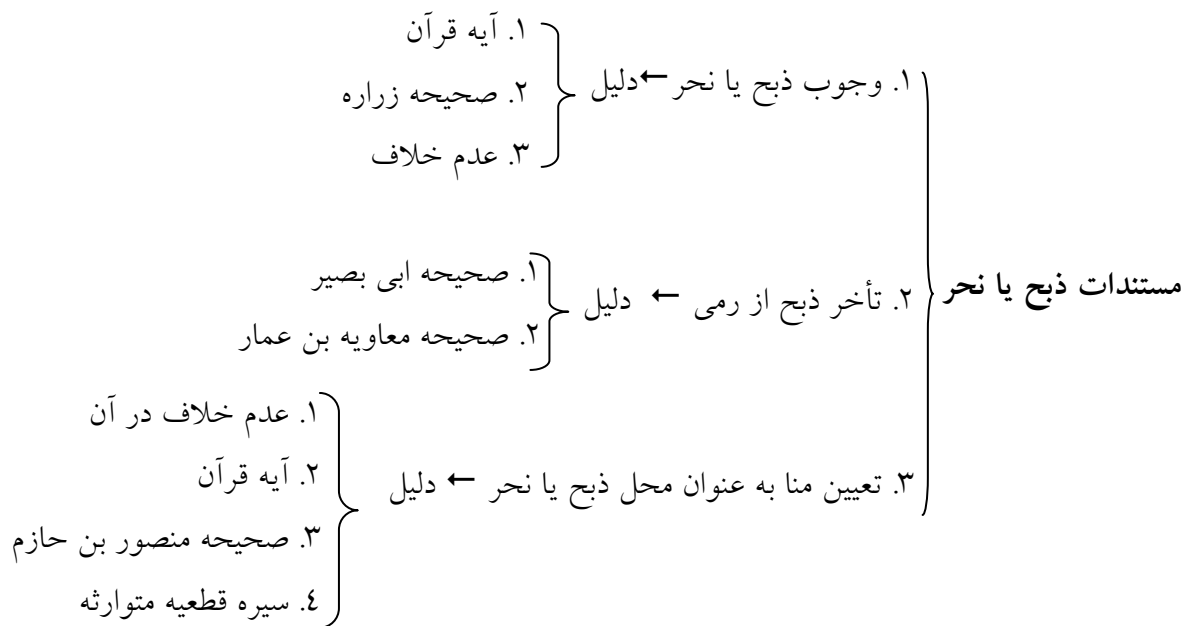 مستندات ذبح یا نحر
۱. وجوب ذبح یا نحر ← دلیل
۱. آیه قرآن
۲. صحیحه زراره
۳. عدم خلاف
۲. تأخر ذبح از رمی ← دلیل
۱. صحیحه ابی بصیر
۲. صحیحه معاویه بن عمار
۳. تعیین منا به عنوان محل ذبح یا نحر ← دلیل
۱. عدم خلاف در آن
۲. آیه قرآن
۳. صحیحه منصور بن حازم
٤. سیره قطعیه متوارثه